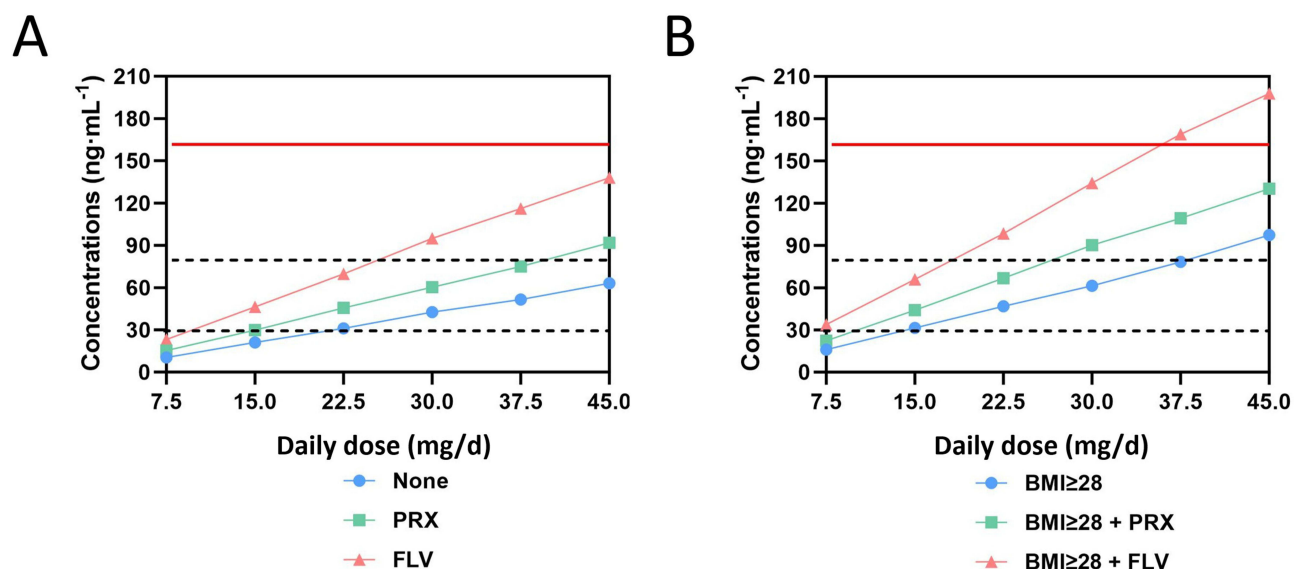 A
B
Concentrations (ng·mL⁻¹)
210
180
150
120
90
60
30
0
7.5 15.0 22.5 30.0 37.5 45.0
Daily dose (mg/d)
None
PRX
FLV
Concentrations (ng·mL⁻¹)
210
180
150
120
90
60
30
0
7.5 15.0 22.5 30.0 37.5 45.0
Daily dose (mg/d)
BMI≥28
BMI≥28 + PRX
BMI≥28 + FLV